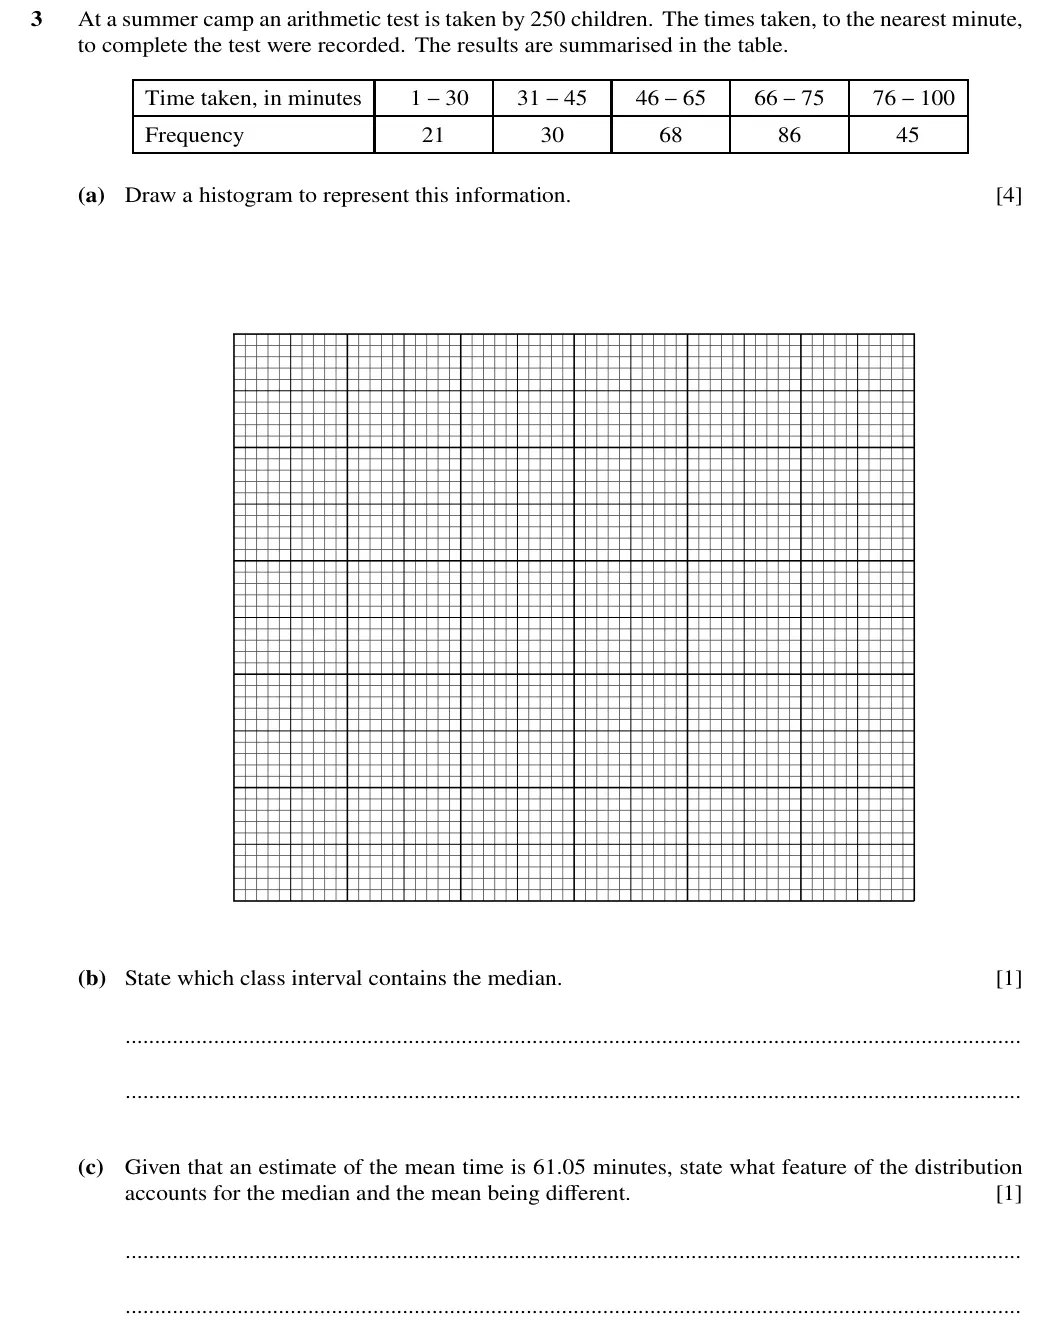 3 At a summer camp an arithmetic test is taken by 250 children. The times taken, to the nearest minute,
to complete the test were recorded. The results are summarised in the table.
Time taken, in minutes 1 – 30 31 – 45 46 – 65 66 – 75 76 – 100
Frequency 21 30 68 86 45
(a) Draw a histogram to represent this information. [4]
(b) State which class interval contains the median. [1]
(c) Given that an estimate of the mean time is 61.05 minutes, state what feature of the distribution
accounts for the median and the mean being different. [1]